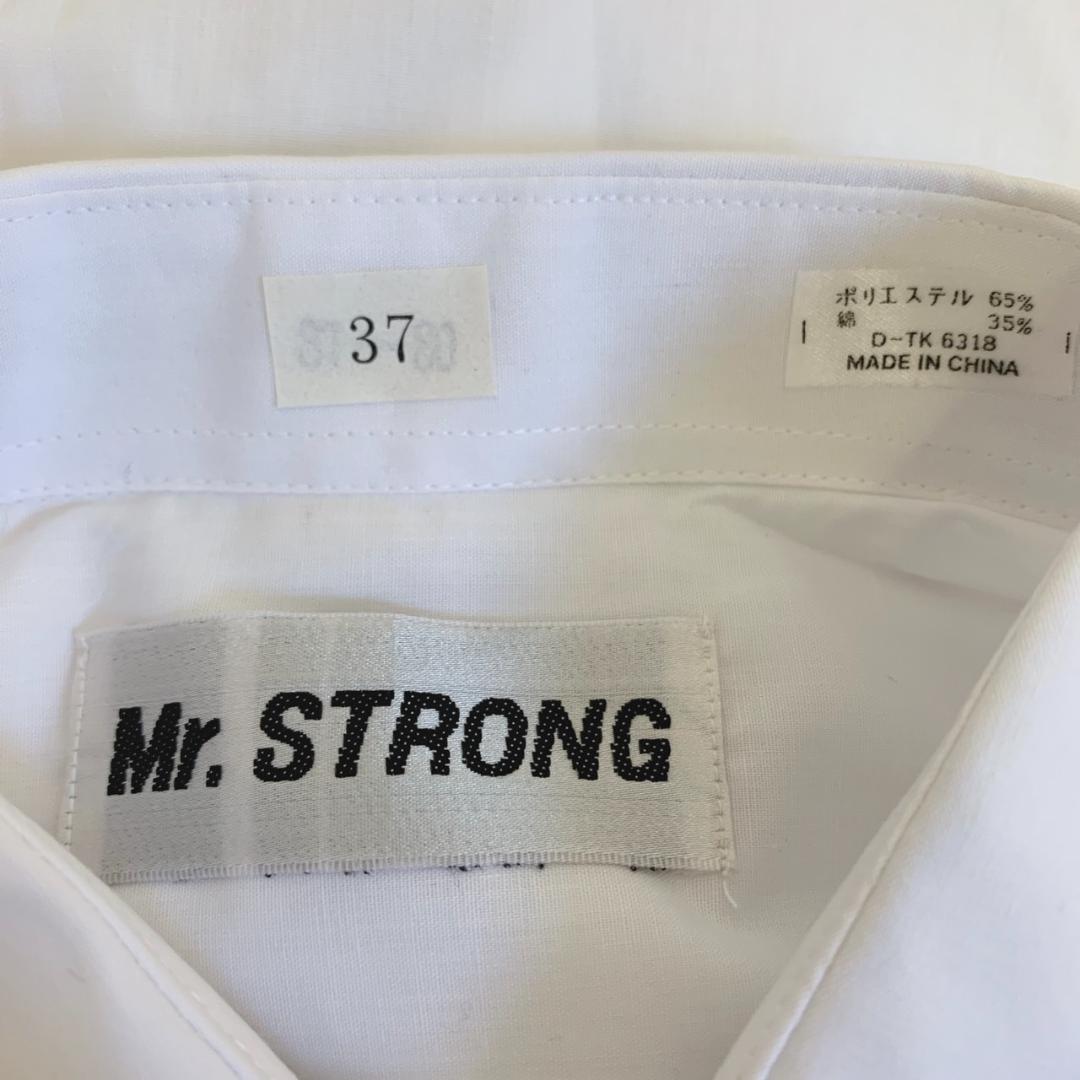 37
ポリエステル 65%
綿 35%
D-TK 6318
MADE IN CHINA
Mr. STRONG